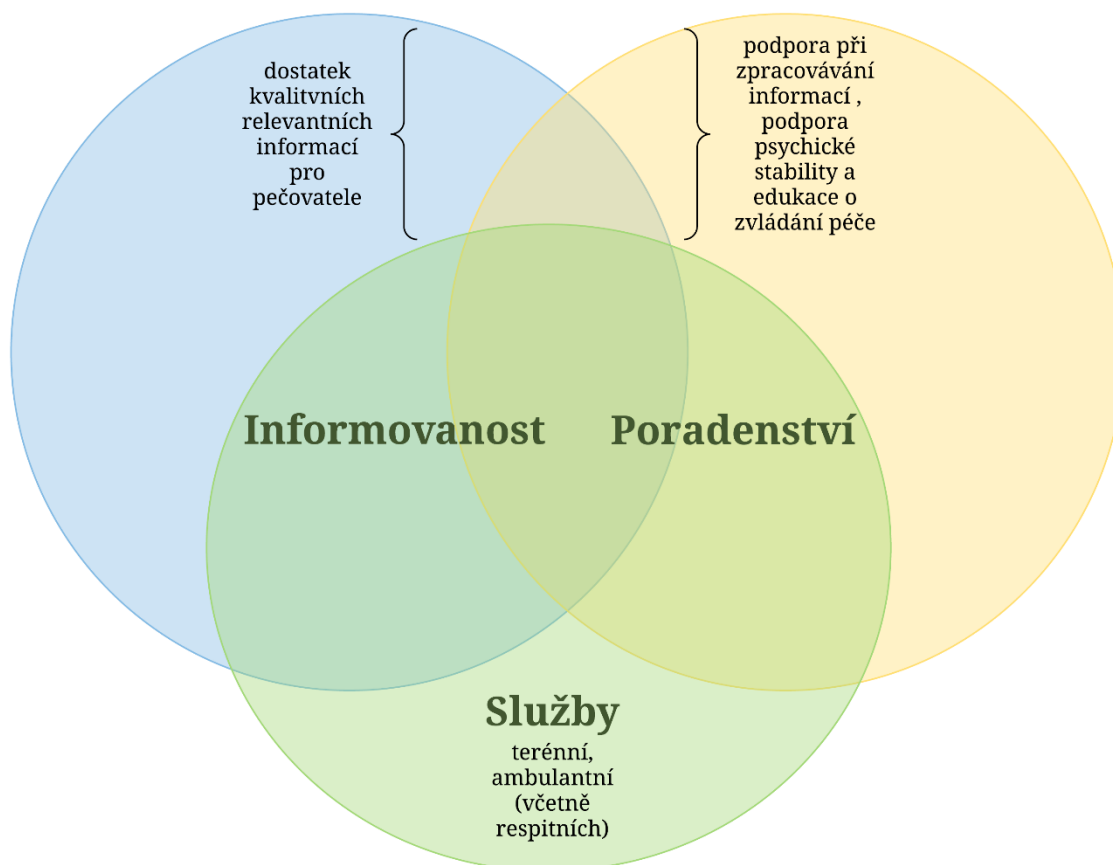 dostatek
kvalitvních
relevantních
informací
pro
pečovatele
podpora při
zpracovávání
informací ,
podpora
psychické
stability a
edukace o
zvládání péče
Informovanost
Poradenství
Služby
terénní,
ambulantní
(včetně
respitních)